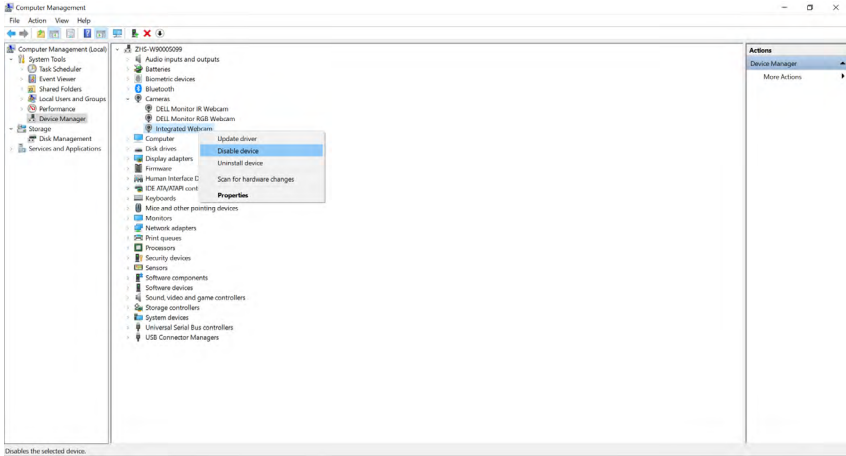 Computer Management
File Action View Help
Computer Management (Local)
System Tools
Task Scheduler
Event Viewer
Shared Folders
Local Users and Groups
Performance
Device Manager
Storage
Disk Management
Services and Applications
ZHS-W90005099
Audio inputs and outputs
Batteries
Biometric devices
Bluetooth
Cameras
DELL Monitor IR Webcam
DELL Monitor RGB Webcam
Integrated Webcam
Computer
Disk drives
Display adapters
Firmware
Human Interface D
IDE ATA/ATAPI cont
Keyboards
Mice and other pointing devices
Monitors
Network adapters
Print queues
Processors
Security devices
Sensors
Software components
Software devices
Sound, video and game controllers
Storage controllers
System devices
Universal Serial Bus controllers
USB Connector Managers
Update driver
Disable device
Uninstall device
Scan for hardware changes
Properties
Actions
Device Manager
More Actions
Disables the selected device.